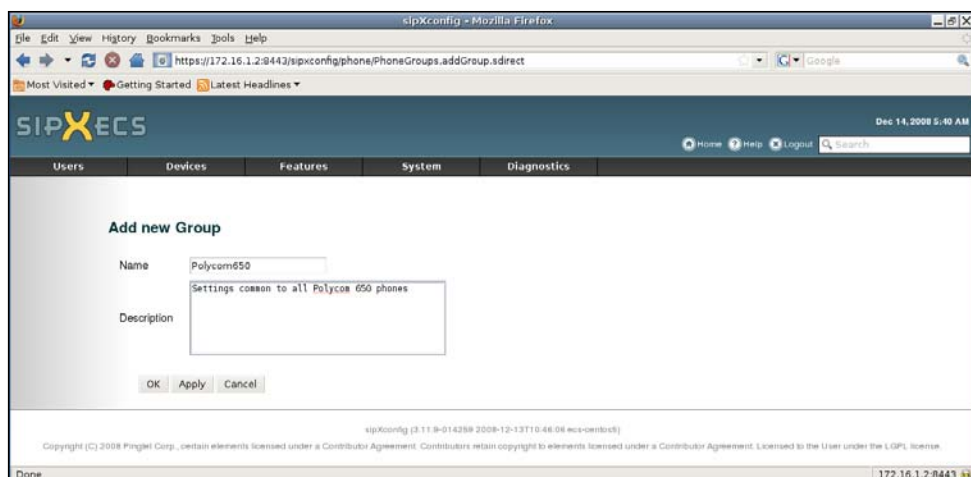 sipXconfig - Mozilla Firefox
File Edit View History Bookmarks Tools Help
https://172.16.1.2:8443/sipxconfig/phone/PhoneGroups.addGroup.sdirect
Google
Most Visited Getting Started Latest Headlines
SIPXECS
Dec 14, 2008 5:40 AM
Home Help Logout Search
Users Devices Features System Diagnostics
Add new Group
Name Polycom650
Settings common to all Polycom 650 phones
Description
OK Apply Cancel
sipXconfig (3.11.9-014259 2008-12-13T10:46:06 ecs-centos5)
Copyright (C) 2008 Pingtel Corp., certain elements licensed under a Contributor Agreement. Contributors retain copyright to elements licensed under a Contributor Agreement. Licensed to the User under the LGPL license.
Done 172.16.1.2:8443